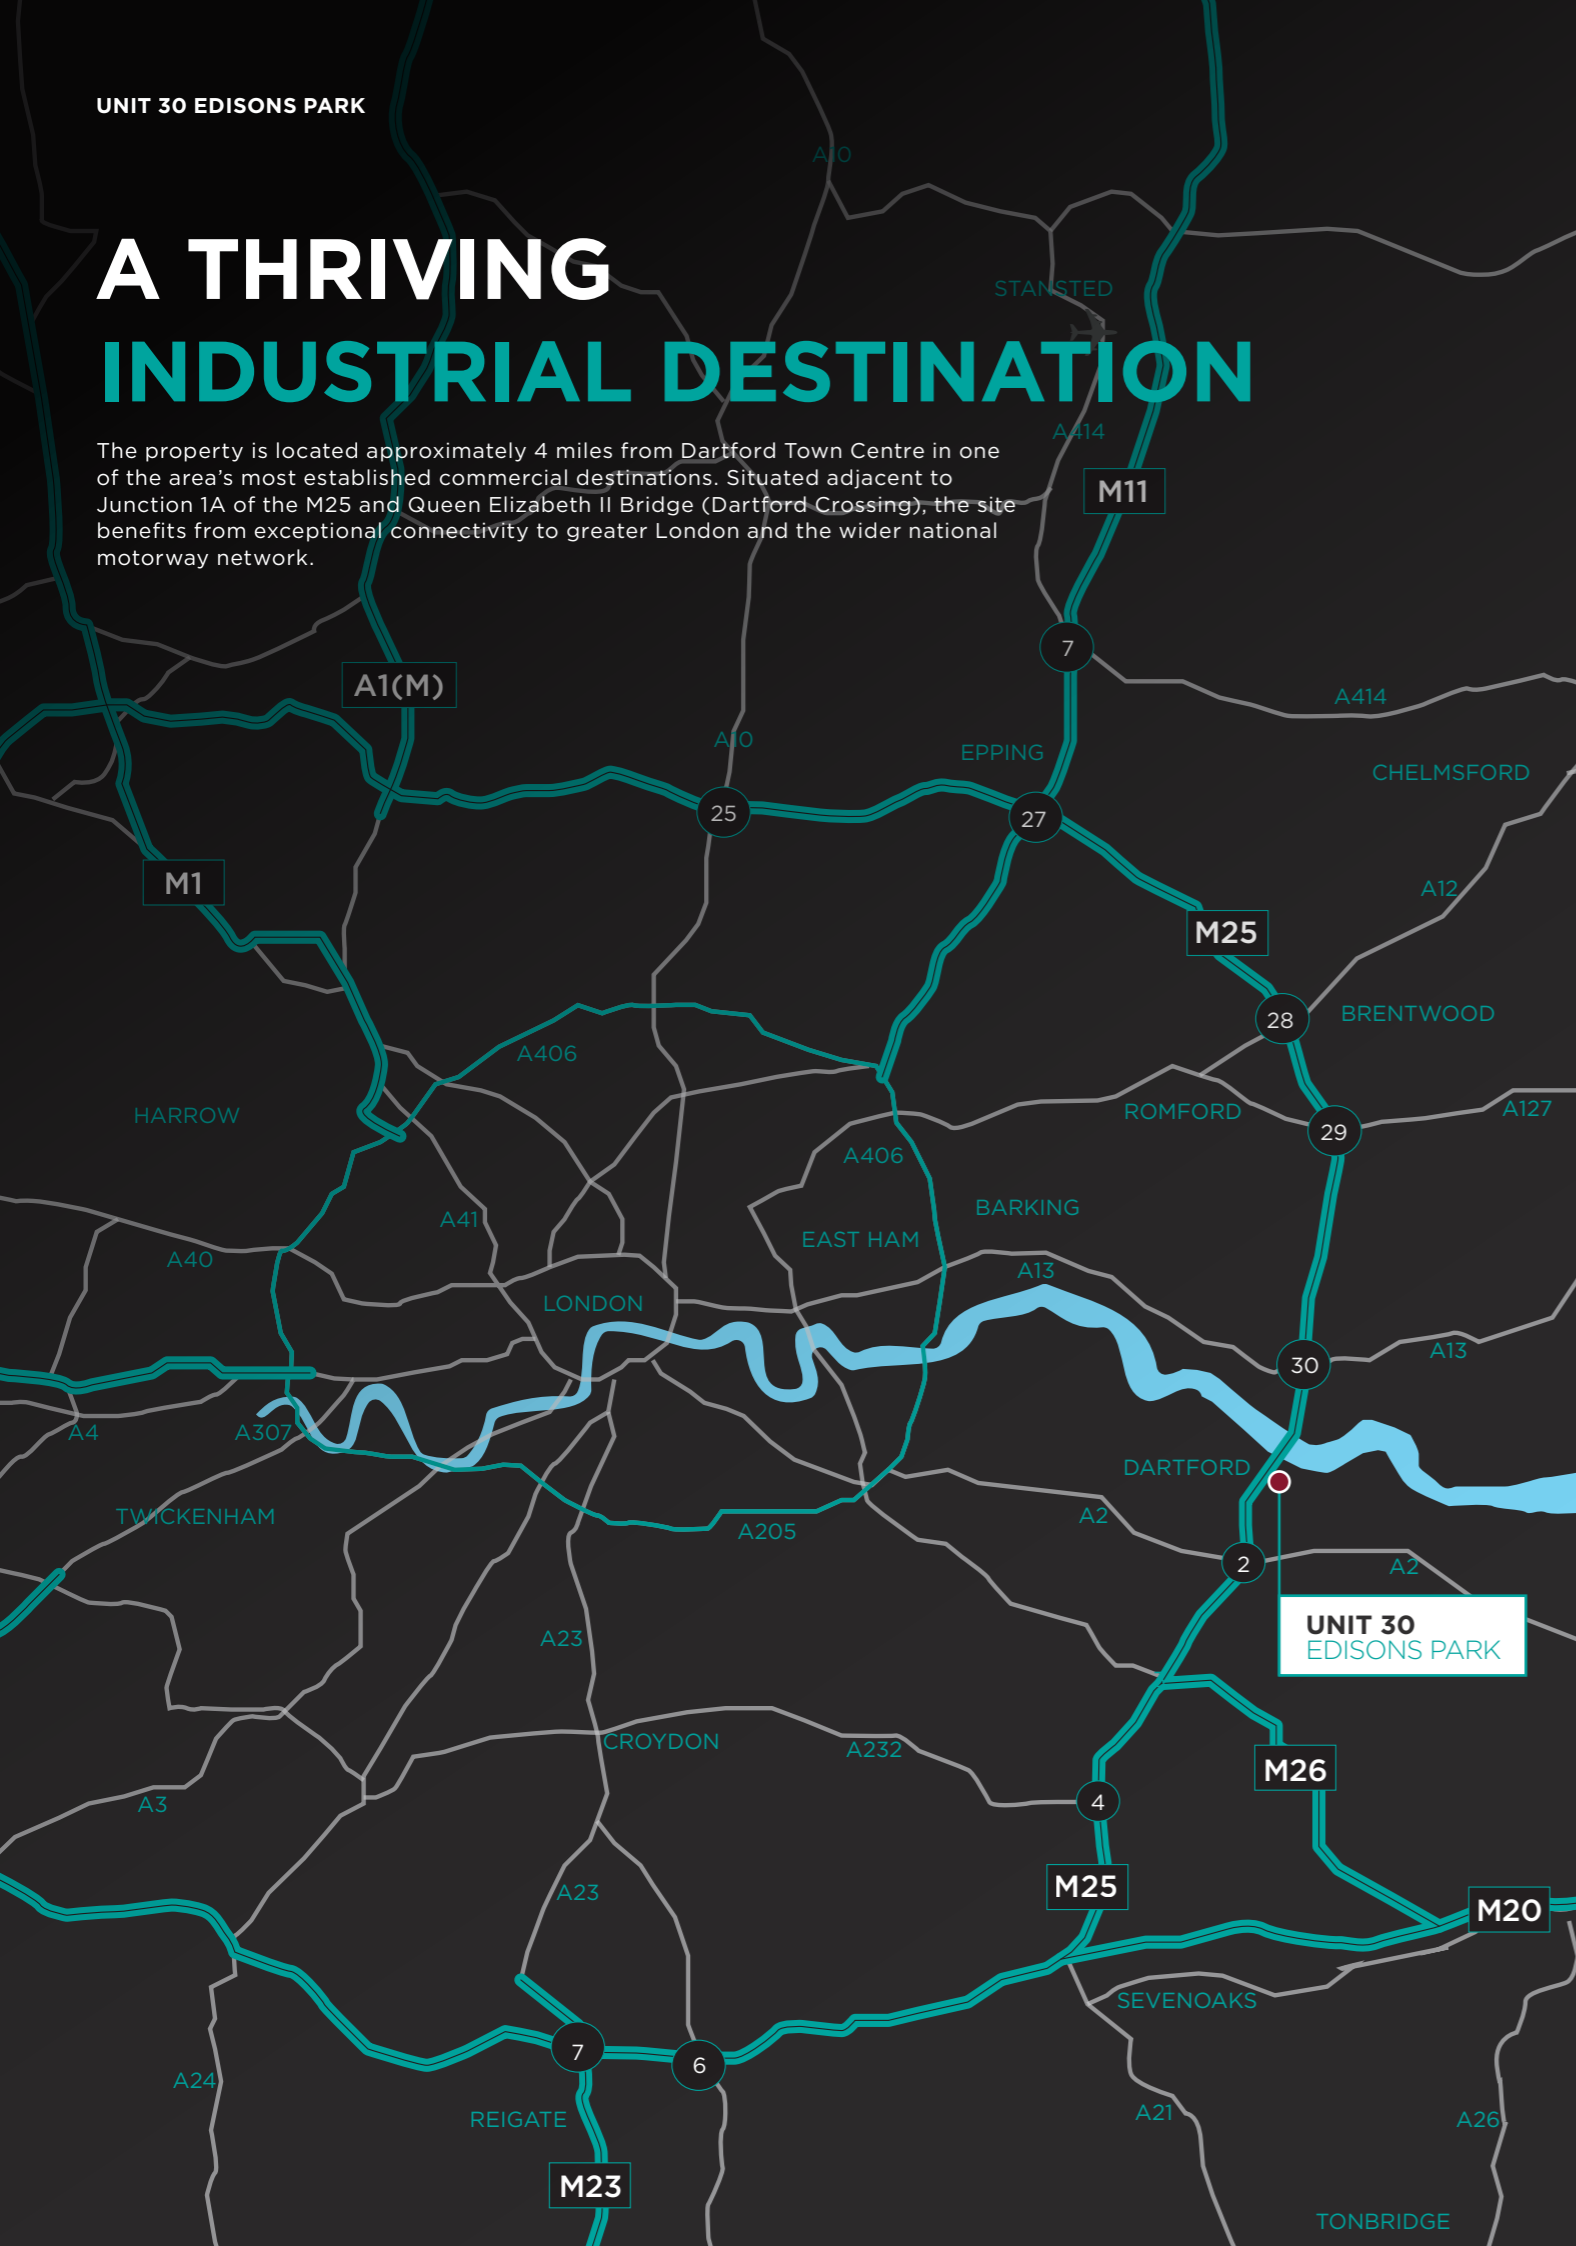 UNIT 30 EDISONS PARK
A10
A THRIVING
STANSTED
INDUSTRIAL DESTINATION
A414
The property is located approximately 4 miles from Dartford Town Centre in one
of the area's most established commercial destinations. Situated adjacent to
Junction 1A of the M25 and Queen Elizabeth II Bridge (Dartford Crossing), the site
benefits from exceptional connectivity to greater London and the wider national
motorway network.
M11
7
A1(M)
A414
A10
EPPING
CHELMSFORD
25
27
M1
A12
M25
28
BRENTWOOD
A406
HARROW
ROMFORD
A127
29
A406
A41
BARKING
A40
EAST HAM
A13
LONDON
A13
30
A4
A307
DARTFORD
TWICKENHAM
A205
A2
2
A2
UNIT 30
EDISONS PARK
A23
CROYDON
A232
M26
A3
4
M25
A23
M20
SEVENOAKS
7
6
A24
REIGATE
A21
A26
M23
TONBRIDGE